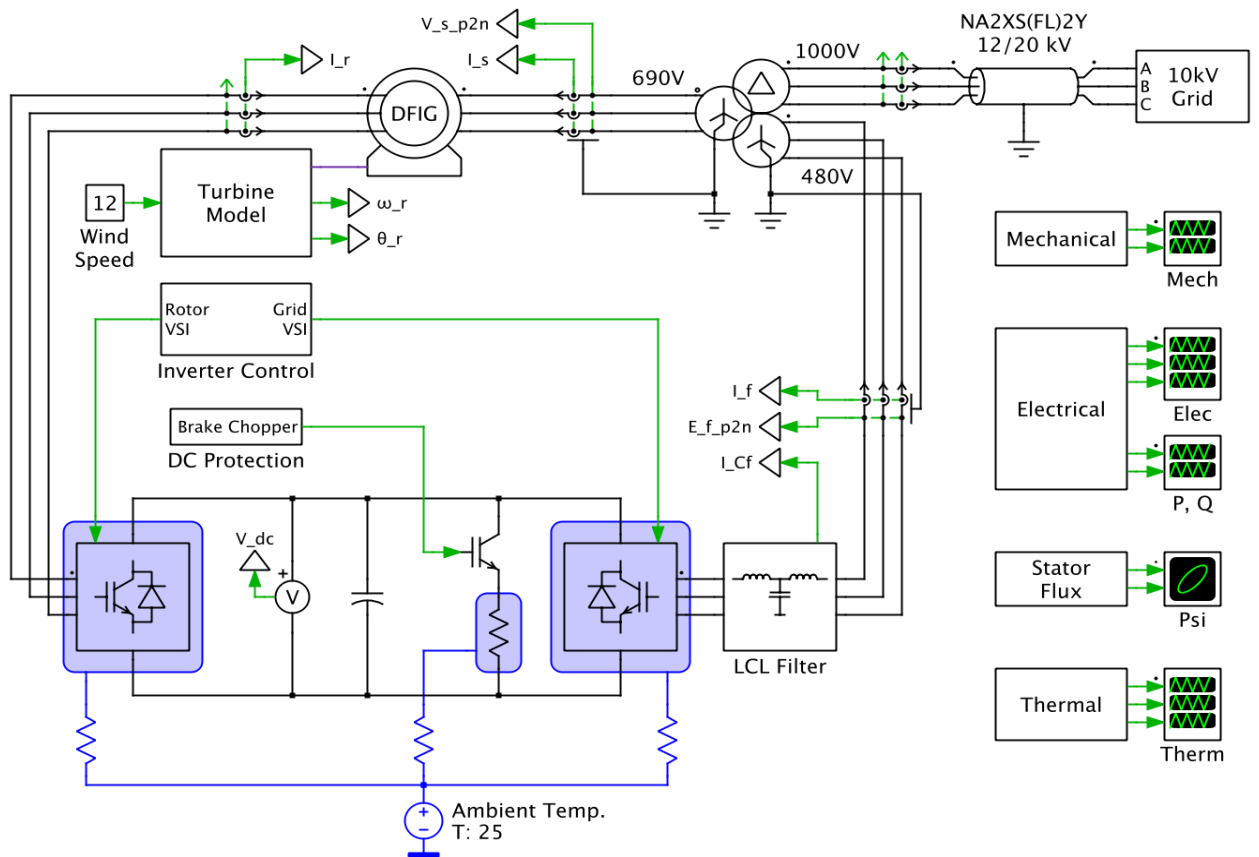 V_s_p2n
I_s
I_r
690V
1000V
NA2XS(FL)2Y
12/20 kV
A
B
C
10kV
Grid
DFIG
480V
12
Wind
Speed
Turbine
Model
ω_r
θ_r
Mechanical
Mech
Rotor
VSI
Grid
VSI
Inverter Control
Electrical
Elec
P, Q
I_f
E_f_p2n
I_Cf
Brake Chopper
DC Protection
V_dc
+
V
LCL Filter
Stator
Flux
Psi
Thermal
Therm
+
−
Ambient Temp.
T: 25